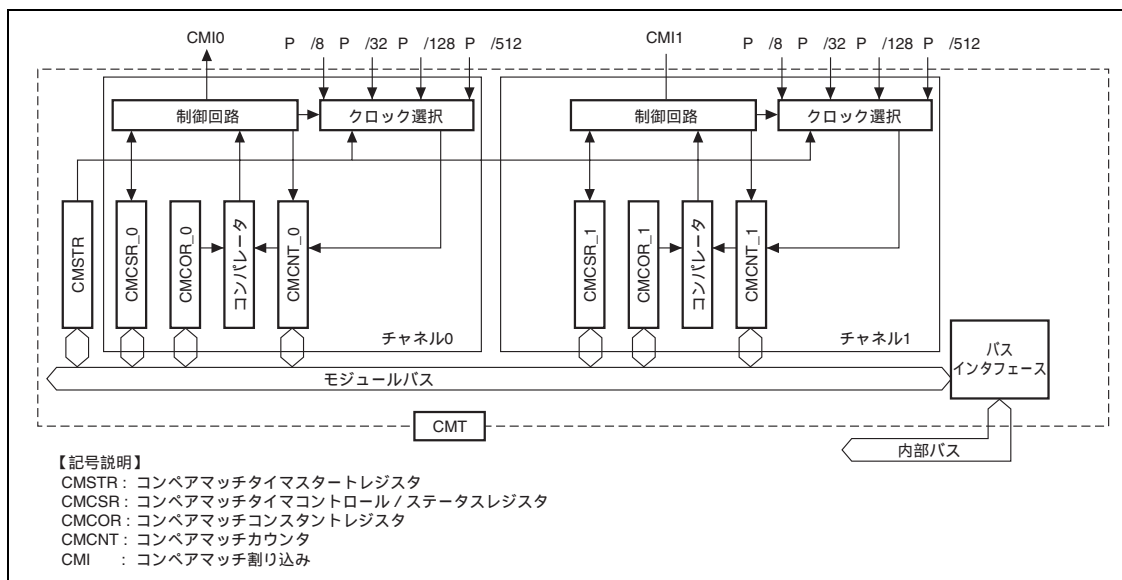 CMI0 P /8 P /32 P /128 P /512 CMI1 P /8 P /32 P /128 P /512
制御回路 クロック選択 制御回路 クロック選択
CMSTR CMCSR_0 CMCOR_0 コンパレータ CMCNT_0 CMCSR_1 CMCOR_1 コンパレータ CMCNT_1
チャネル0 チャネル1
モジュールバス
バス
インタフェース
CMT
内部バス
【記号説明】
CMSTR : コンペアマッチタイマスタートレジスタ
CMCSR : コンペアマッチタイマコントロール / ステータスレジスタ
CMCOR : コンペアマッチコンスタントレジスタ
CMCNT : コンペアマッチカウンタ
CMI : コンペアマッチ割り込み